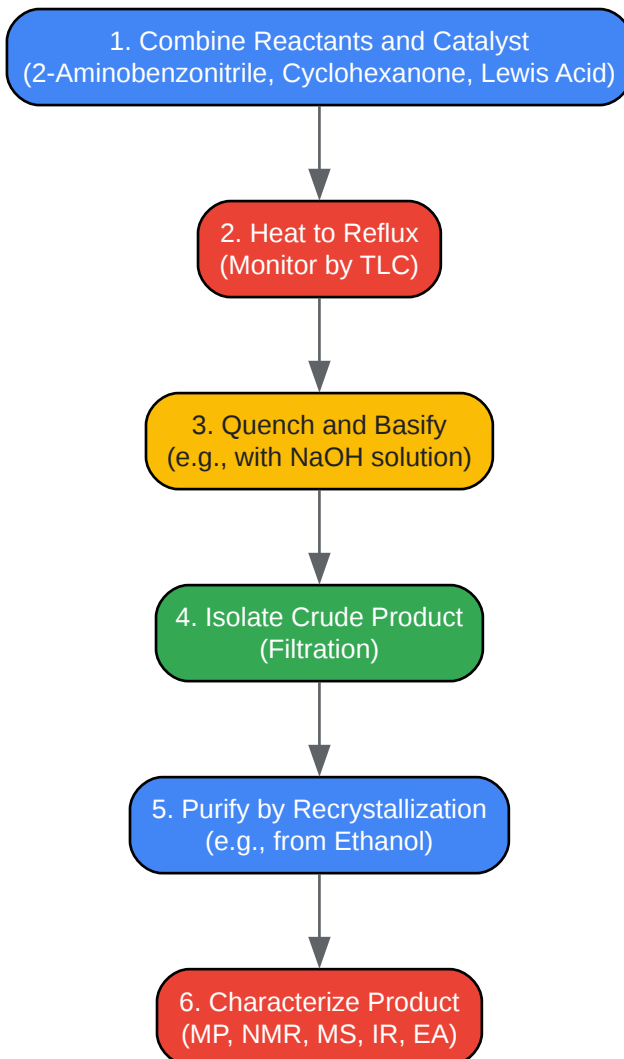 1. Combine Reactants and Catalyst
(2-Aminobenzonitrile, Cyclohexanone, Lewis Acid)
2. Heat to Reflux
(Monitor by TLC)
3. Quench and Basify
(e.g., with NaOH solution)
4. Isolate Crude Product
(Filtration)
5. Purify by Recrystallization
(e.g., from Ethanol)
6. Characterize Product
(MP, NMR, MS, IR, EA)